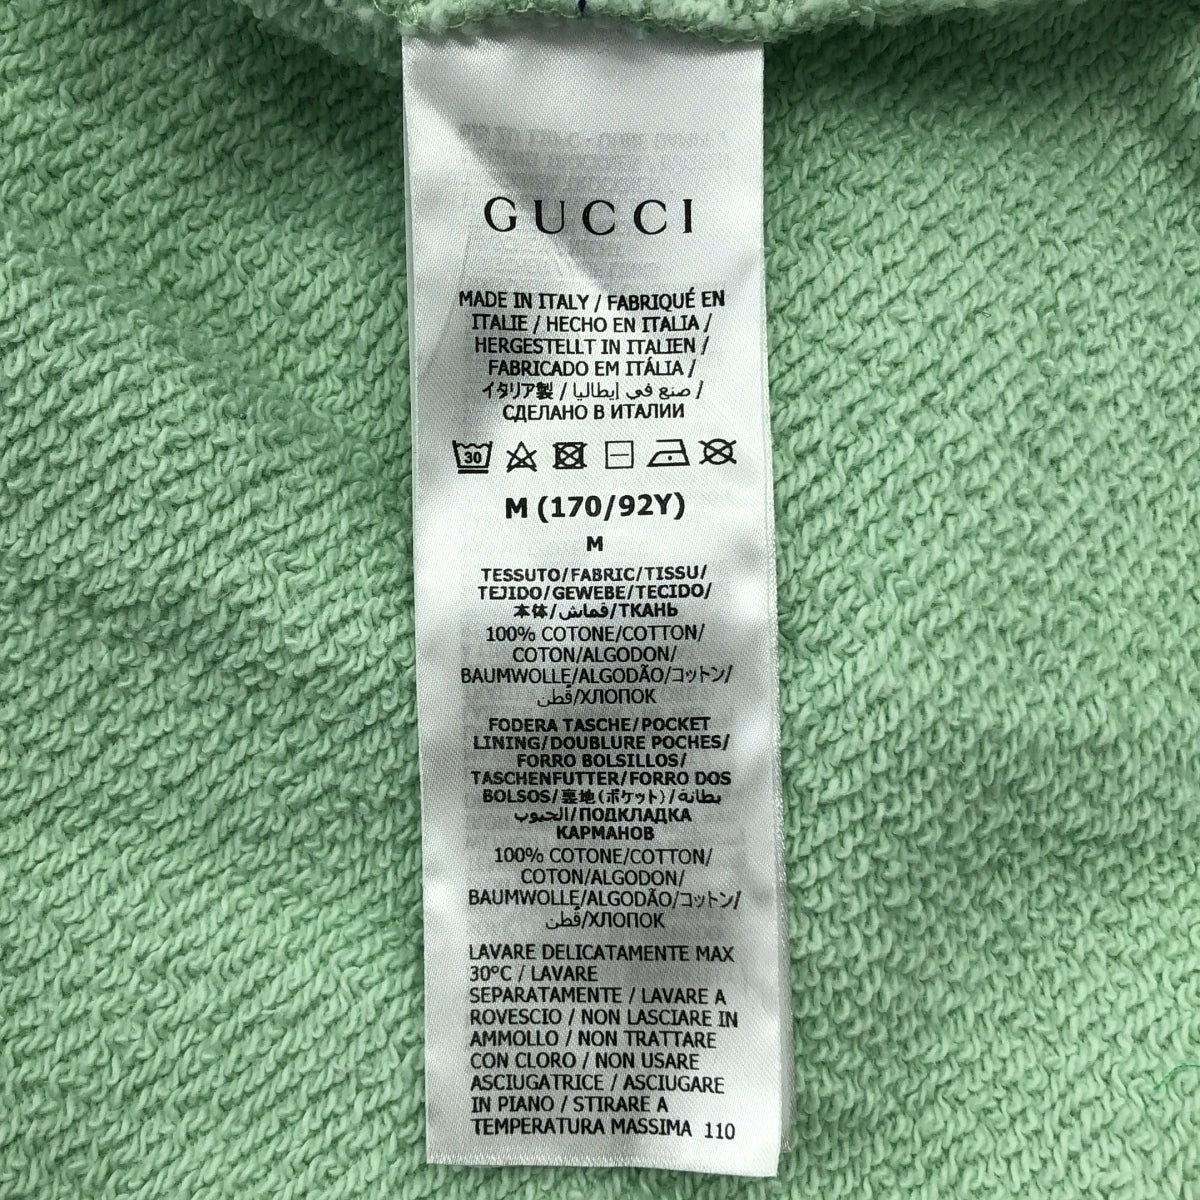 GUCCI
MADE IN ITALY / FABRIQUÉ EN
ITALIE / HECHO EN ITALIA /
HERGESTELLT IN ITALIEN /
FABRICADO EM ITÁLIA /
イタリア製 / صنع في إيطاليا /
СДЕЛАНО В ИТАЛИИ
30
M (170/92Y)
M
TESSUTO/FABRIC/TISSU/
TEJIDO/GEWEBE/TECIDO/
本体/قماش/ТКАНЬ
100% COTONE/COTTON/
COTON/ALGODON/
BAUMWOLLE/ALGODÃO/コットン/
قطن/ХЛОПОК
FODERA TASCHE/POCKET
LINING/DOUBLURE POCHES/
FORRO BOLSILLOS/
TASCHENFUTTER/FORRO DOS
BOLSOS/裏地(ポケット)/بطانة
الجيوب/ПОДКЛАДКА
КАРМАНОВ
100% COTONE/COTTON/
COTON/ALGODON/
BAUMWOLLE/ALGODÃO/コットン/
قطن/ХЛОПОК
LAVARE DELICATAMENTE MAX
30°C / LAVARE
SEPARATAMENTE / LAVARE A
ROVESCIO / NON LASCIARE IN
AMMOLLO / NON TRATTARE
CON CLORO / NON USARE
ASCIUGATRICE / ASCIUGARE
IN PIANO / STIRARE A
TEMPERATURA MASSIMA 110